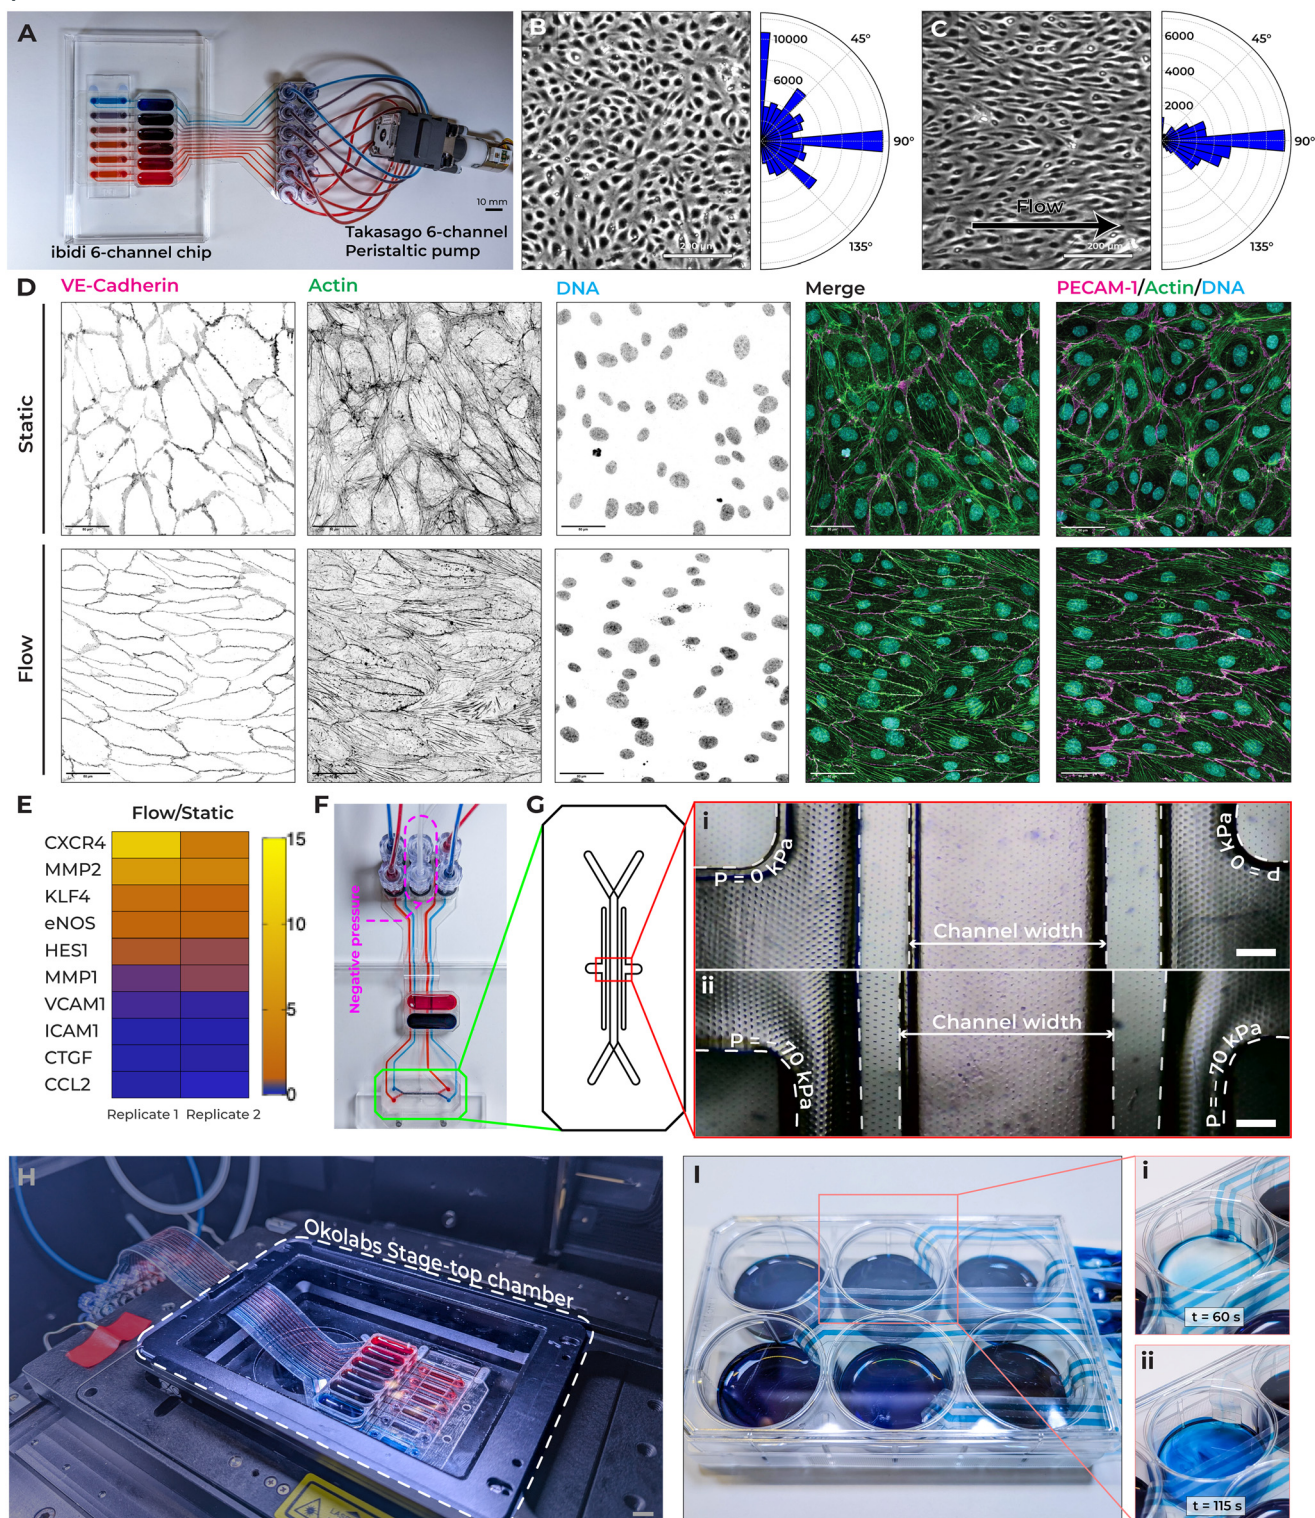 A
ibidi 6-channel chip
Takasago 6-channel
Peristaltic pump
10 mm
B
200 µm
10000
6000
45°
90°
135°
C
Flow
200 µm
6000
4000
2000
45°
90°
135°
D
VE-Cadherin
Actin
DNA
Merge
PECAM-1/Actin/DNA
Static
Flow
E
Flow/Static
CXCR4
MMP2
KLF4
eNOS
HES1
MMP1
VCAM1
ICAM1
CTGF
CCL2
15
10
5
0
Replicate 1
Replicate 2
F
Negative pressure
G
i
P = 0 kPa
P = 0 kPa
Channel width
ii
P = - 70 kPa
P = - 70 kPa
Channel width
H
Okolabs Stage-top chamber
I
i
t = 60 s
ii
t = 115 s